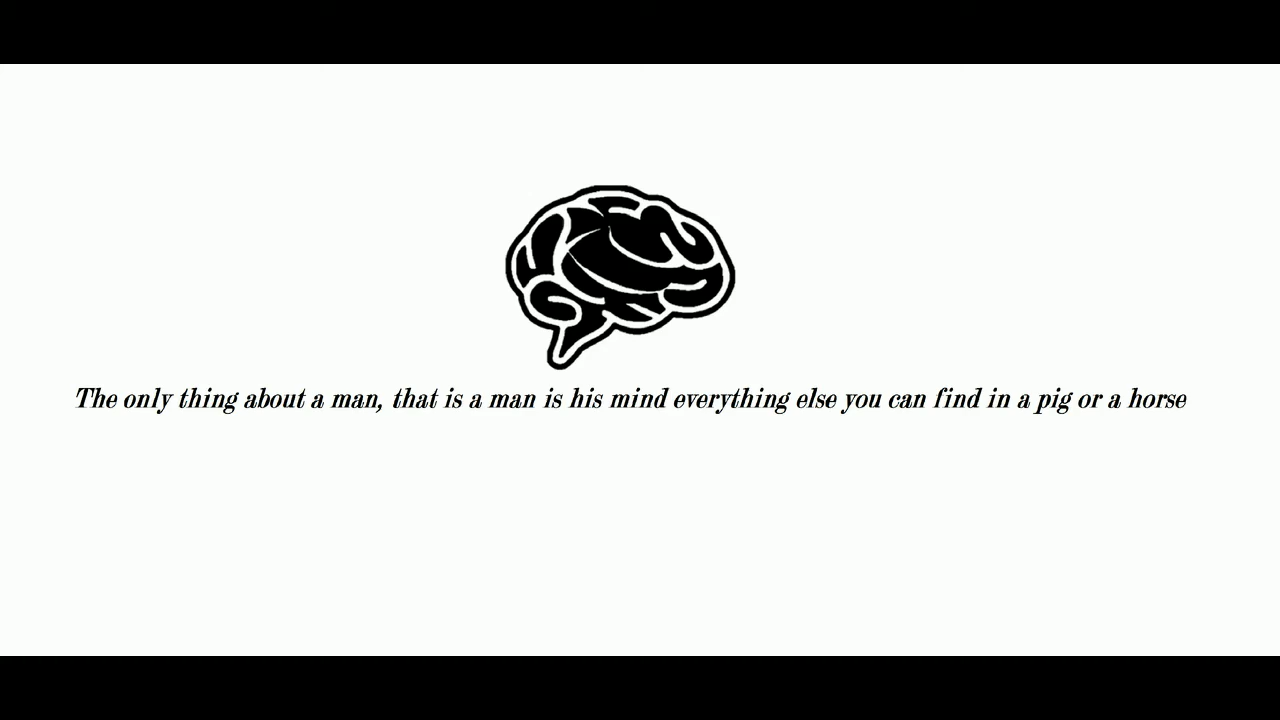 The only thing about a man, that is a man is his mind everything else you can find in a pig or a horse